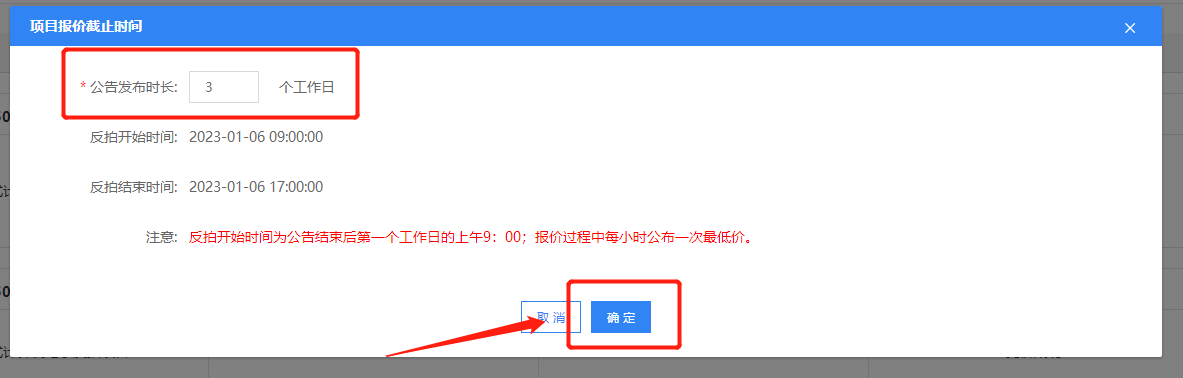 项目报价截止时间
* 公告发布时长: 3 个工作日
反拍开始时间: 2023-01-06 09:00:00
反拍结束时间: 2023-01-06 17:00:00
注意: 反拍开始时间为公告结束后第一个工作日的上午9：00；报价过程中每小时公布一次最低价。
取消 确定